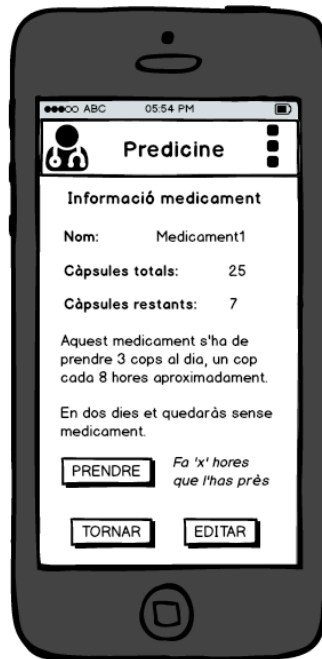 ABC 05:54 PM
Predicine
Informació medicament
Nom: Medicament1
Càpsules totals: 25
Càpsules restants: 7
Aquest medicament s'ha de
prendre 3 cops al dia, un cop
cada 8 hores aproximadament.
En dos dies et quedaràs sense
medicament.
PRENDRE
Fa 'x' hores
que l'has près
TORNAR EDITAR